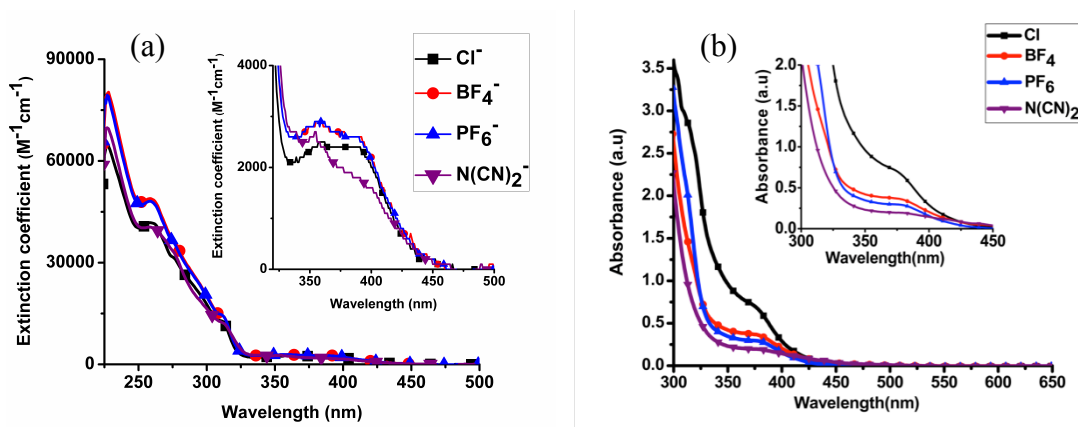 (a)
Extinction coefficient (M⁻¹cm⁻¹)
90000
60000
30000
0
250
300
350
400
450
500
Wavelength (nm)
Cl⁻
BF₄⁻
PF₆⁻
N(CN)₂⁻
Extinction coefficient (M⁻¹cm⁻¹)
4000
2000
0
350
400
450
500
Wavelength (nm)
(b)
Absorbance (a.u)
3.5
3.0
2.5
2.0
1.5
1.0
0.5
0.0
300
350
400
450
500
550
600
650
Wavelength(nm)
Cl
BF₄
PF₆
N(CN)₂
Absorbance (a.u)
2.0
1.5
1.0
0.5
0.0
300
350
400
450
Wavelength(nm)